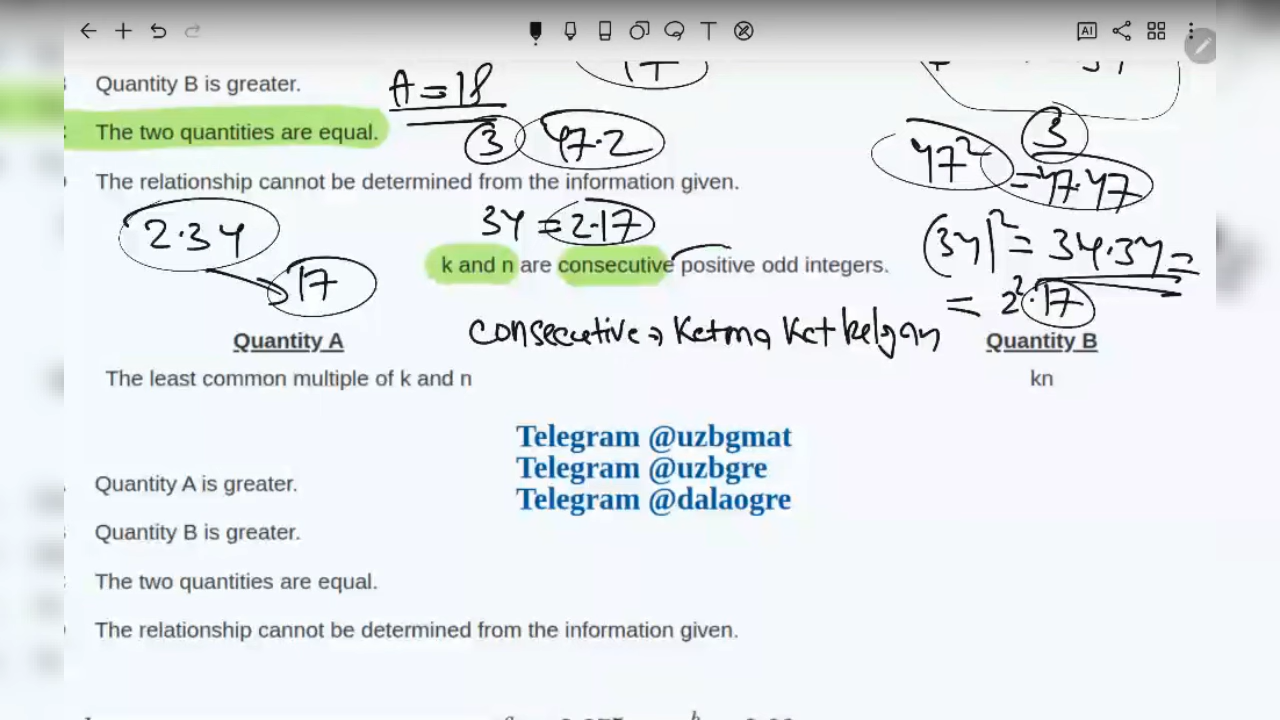 Quantity B is greater.
A = 18
The two quantities are equal.
3 47·2
47² = 47·47
3
The relationship cannot be determined from the information given.
2·34
17
34 = 2·17
(34)² = 34·34 =
= 2²·17
k and n are consecutive positive odd integers.
consecutive → Ketma Ket kelgan
Quantity A
Quantity B
The least common multiple of k and n
kn
Telegram @uzbgmat
Telegram @uzbgre
Telegram @dalaogre
Quantity A is greater.
Quantity B is greater.
The two quantities are equal.
The relationship cannot be determined from the information given.